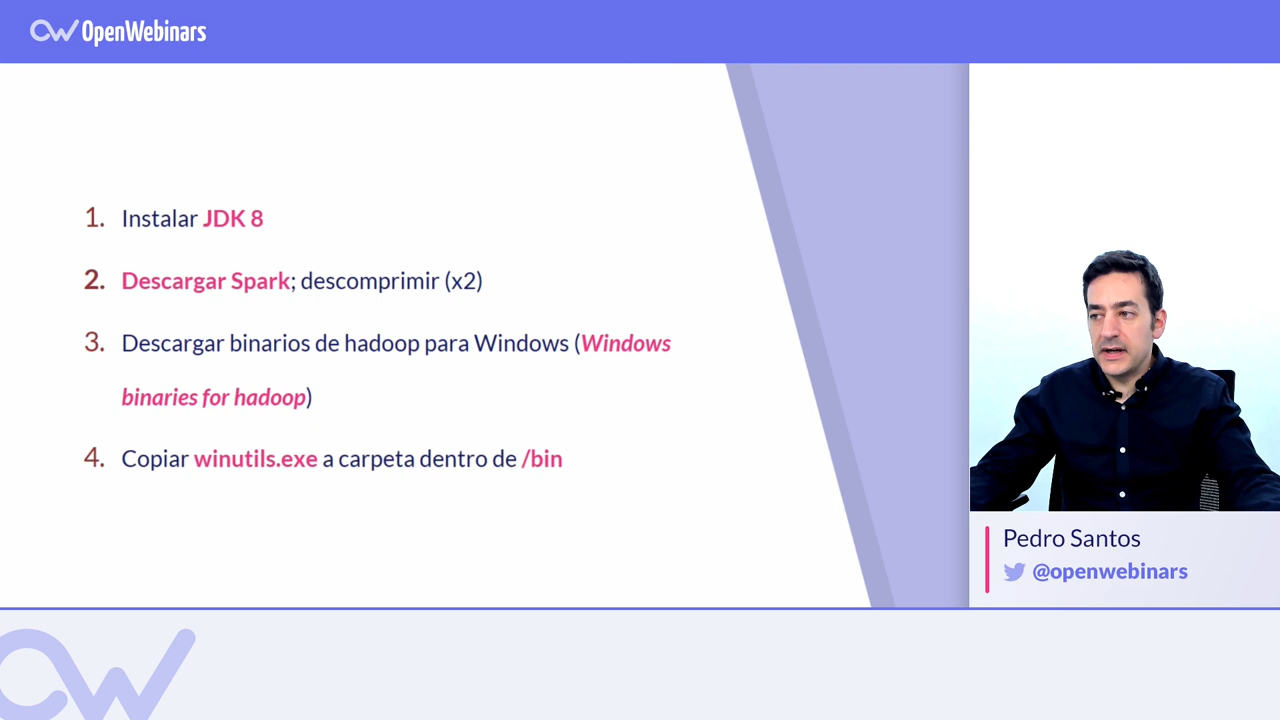 OpenWebinars
1. Instalar JDK 8
2. Descargar Spark; descomprimir (x2)
3. Descargar binarios de hadoop para Windows (Windows
binaries for hadoop)
4. Copiar winutils.exe a carpeta dentro de /bin
Pedro Santos
@openwebinars